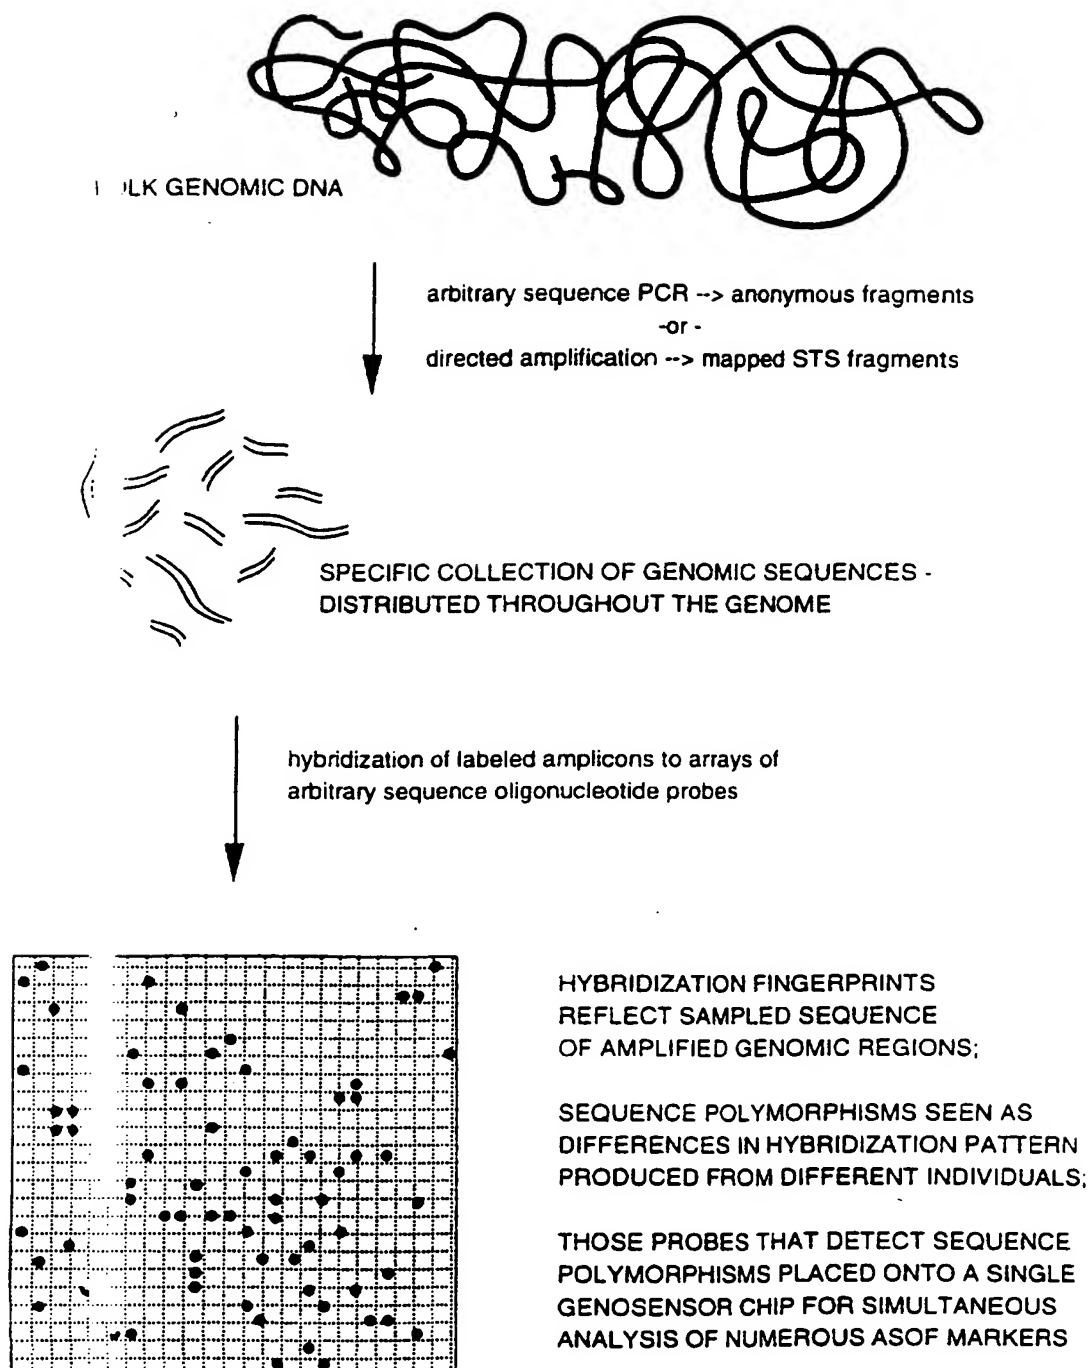 GENOMIC DNA
arbitrary sequence PCR --> anonymous fragments
-or -
directed amplification --> mapped STS fragments
SPECIFIC COLLECTION OF GENOMIC SEQUENCES -
DISTRIBUTED THROUGHOUT THE GENOME
hybridization of labeled amplicons to arrays of
arbitrary sequence oligonucleotide probes
HYBRIDIZATION FINGERPRINTS
REFLECT SAMPLED SEQUENCE
OF AMPLIFIED GENOMIC REGIONS;
SEQUENCE POLYMORPHISMS SEEN AS
DIFFERENCES IN HYBRIDIZATION PATTERN
PRODUCED FROM DIFFERENT INDIVIDUALS;
THOSE PROBES THAT DETECT SEQUENCE
POLYMORPHISMS PLACED ONTO A SINGLE
GENOSENSOR CHIP FOR SIMULTANEOUS
ANALYSIS OF NUMEROUS ASOF MARKERS